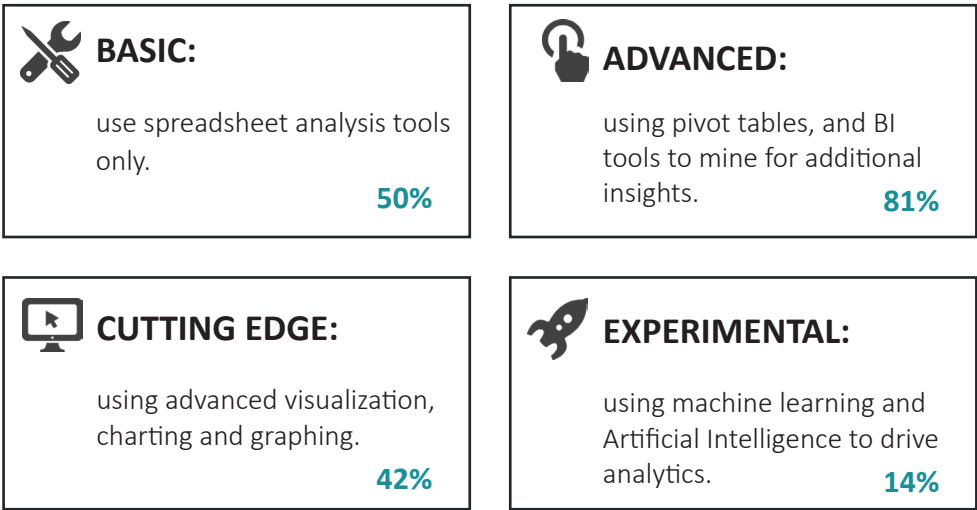 BASIC:
use spreadsheet analysis tools
only.
50%
ADVANCED:
using pivot tables, and BI
tools to mine for additional
insights.
81%
CUTTING EDGE:
using advanced visualization,
charting and graphing.
42%
EXPERIMENTAL:
using machine learning and
Artificial Intelligence to drive
analytics.
14%